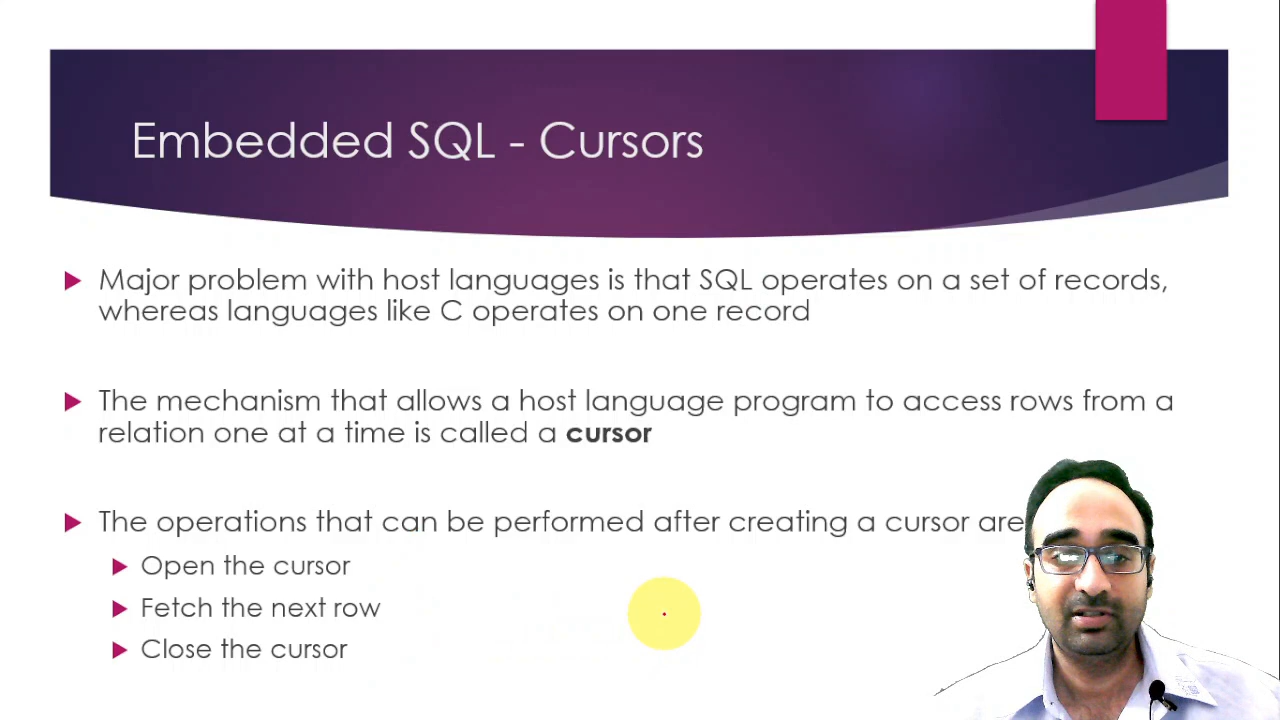 Embedded SQL - Cursors
Major problem with host languages is that SQL operates on a set of records,
whereas languages like C operates on one record
The mechanism that allows a host language program to access rows from a
relation one at a time is called a cursor
The operations that can be performed after creating a cursor are
Open the cursor
Fetch the next row
Close the cursor